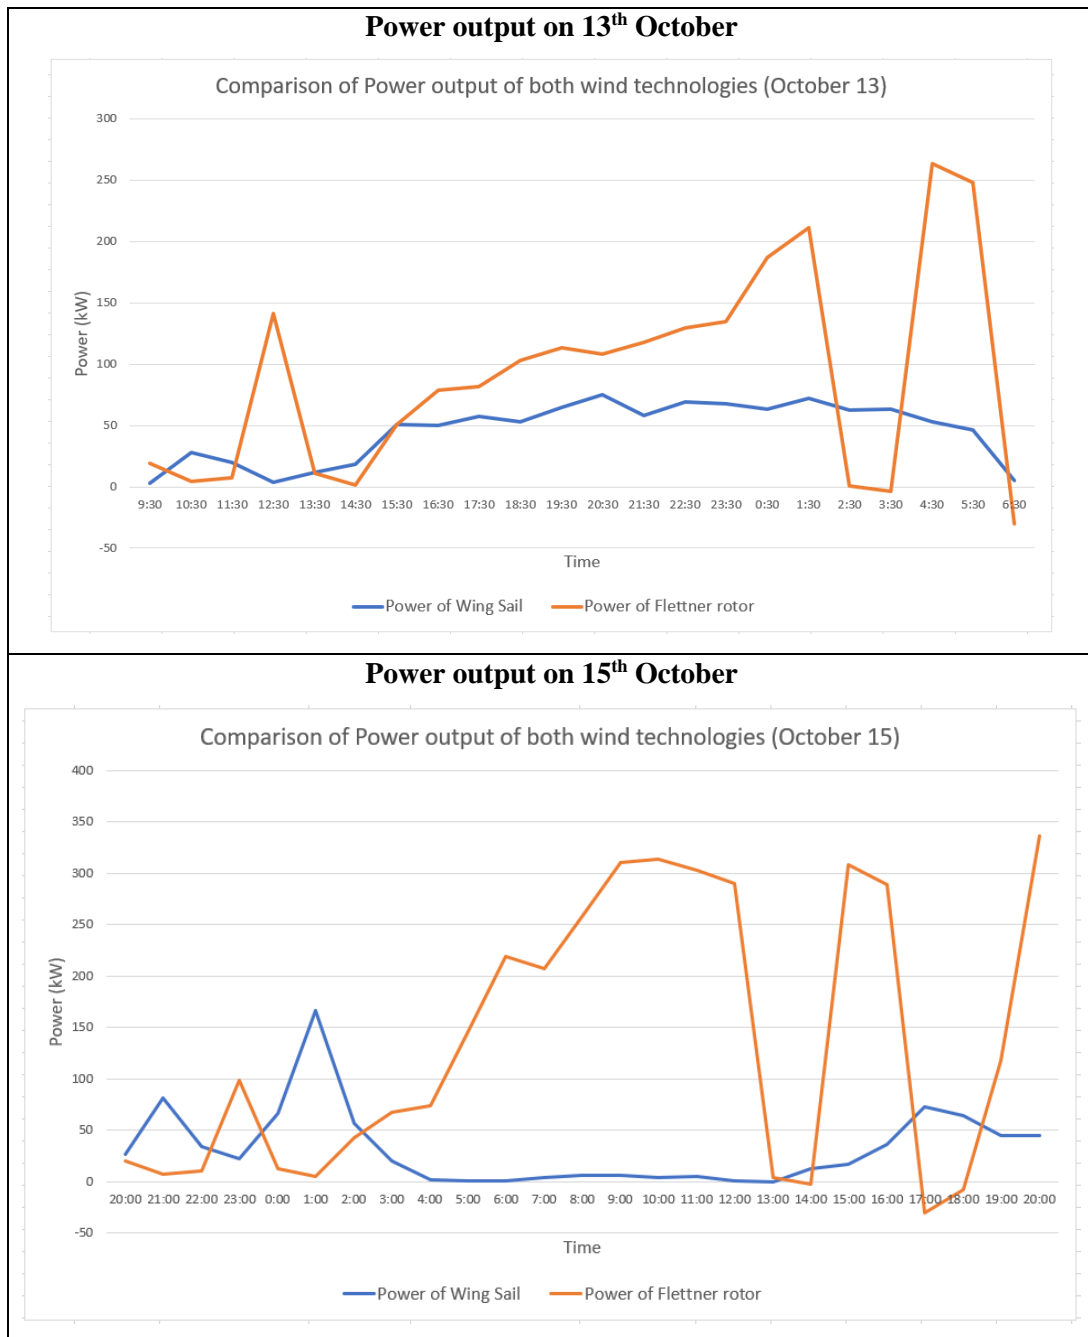 Power output on 13th October
Comparison of Power output of both wind technologies (October 13)
300
250
200
150
100
50
0
-50
Power (kW)
9:30 10:30 11:30 12:30 13:30 14:30 15:30 16:30 17:30 18:30 19:30 20:30 21:30 22:30 23:30 0:30 1:30 2:30 3:30 4:30 5:30 6:30
Time
Power of Wing Sail Power of Flettner rotor
Power output on 15th October
Comparison of Power output of both wind technologies (October 15)
400
350
300
250
200
150
100
50
0
-50
Power (kW)
20:00 21:00 22:00 23:00 0:00 1:00 2:00 3:00 4:00 5:00 6:00 7:00 8:00 9:00 10:00 11:00 12:00 13:00 14:00 15:00 16:00 17:00 18:00 19:00 20:00
Time
Power of Wing Sail Power of Flettner rotor